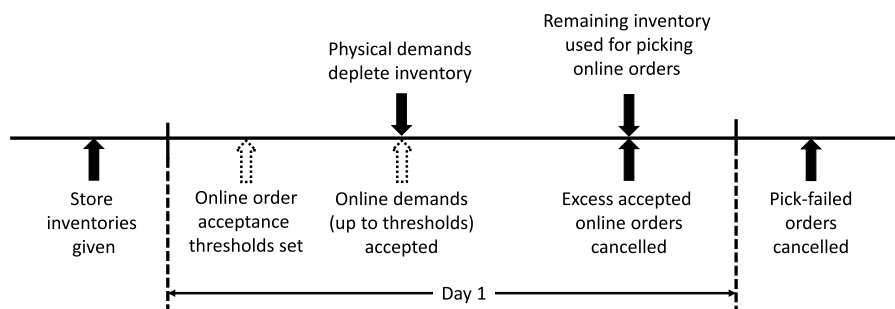 Physical demands
deplete inventory
Remaining inventory
used for picking
online orders
Store
inventories
given
Online order
acceptance
thresholds set
Online demands
(up to thresholds)
accepted
Excess accepted
online orders
cancelled
Pick-failed
orders
cancelled
Day 1